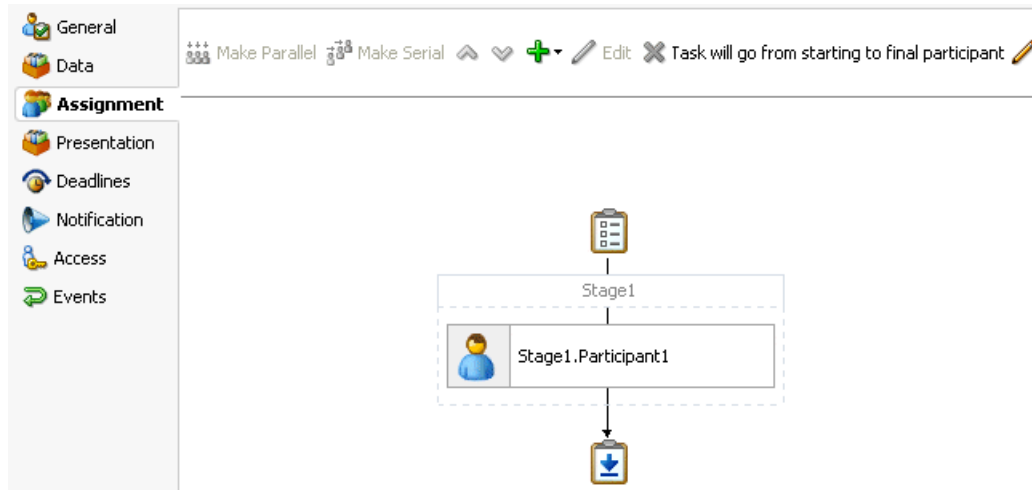 General
Data
Assignment
Presentation
Deadlines
Notification
Access
Events
Make Parallel Make Serial Edit Task will go from starting to final participant
Stage1
Stage1.Participant1